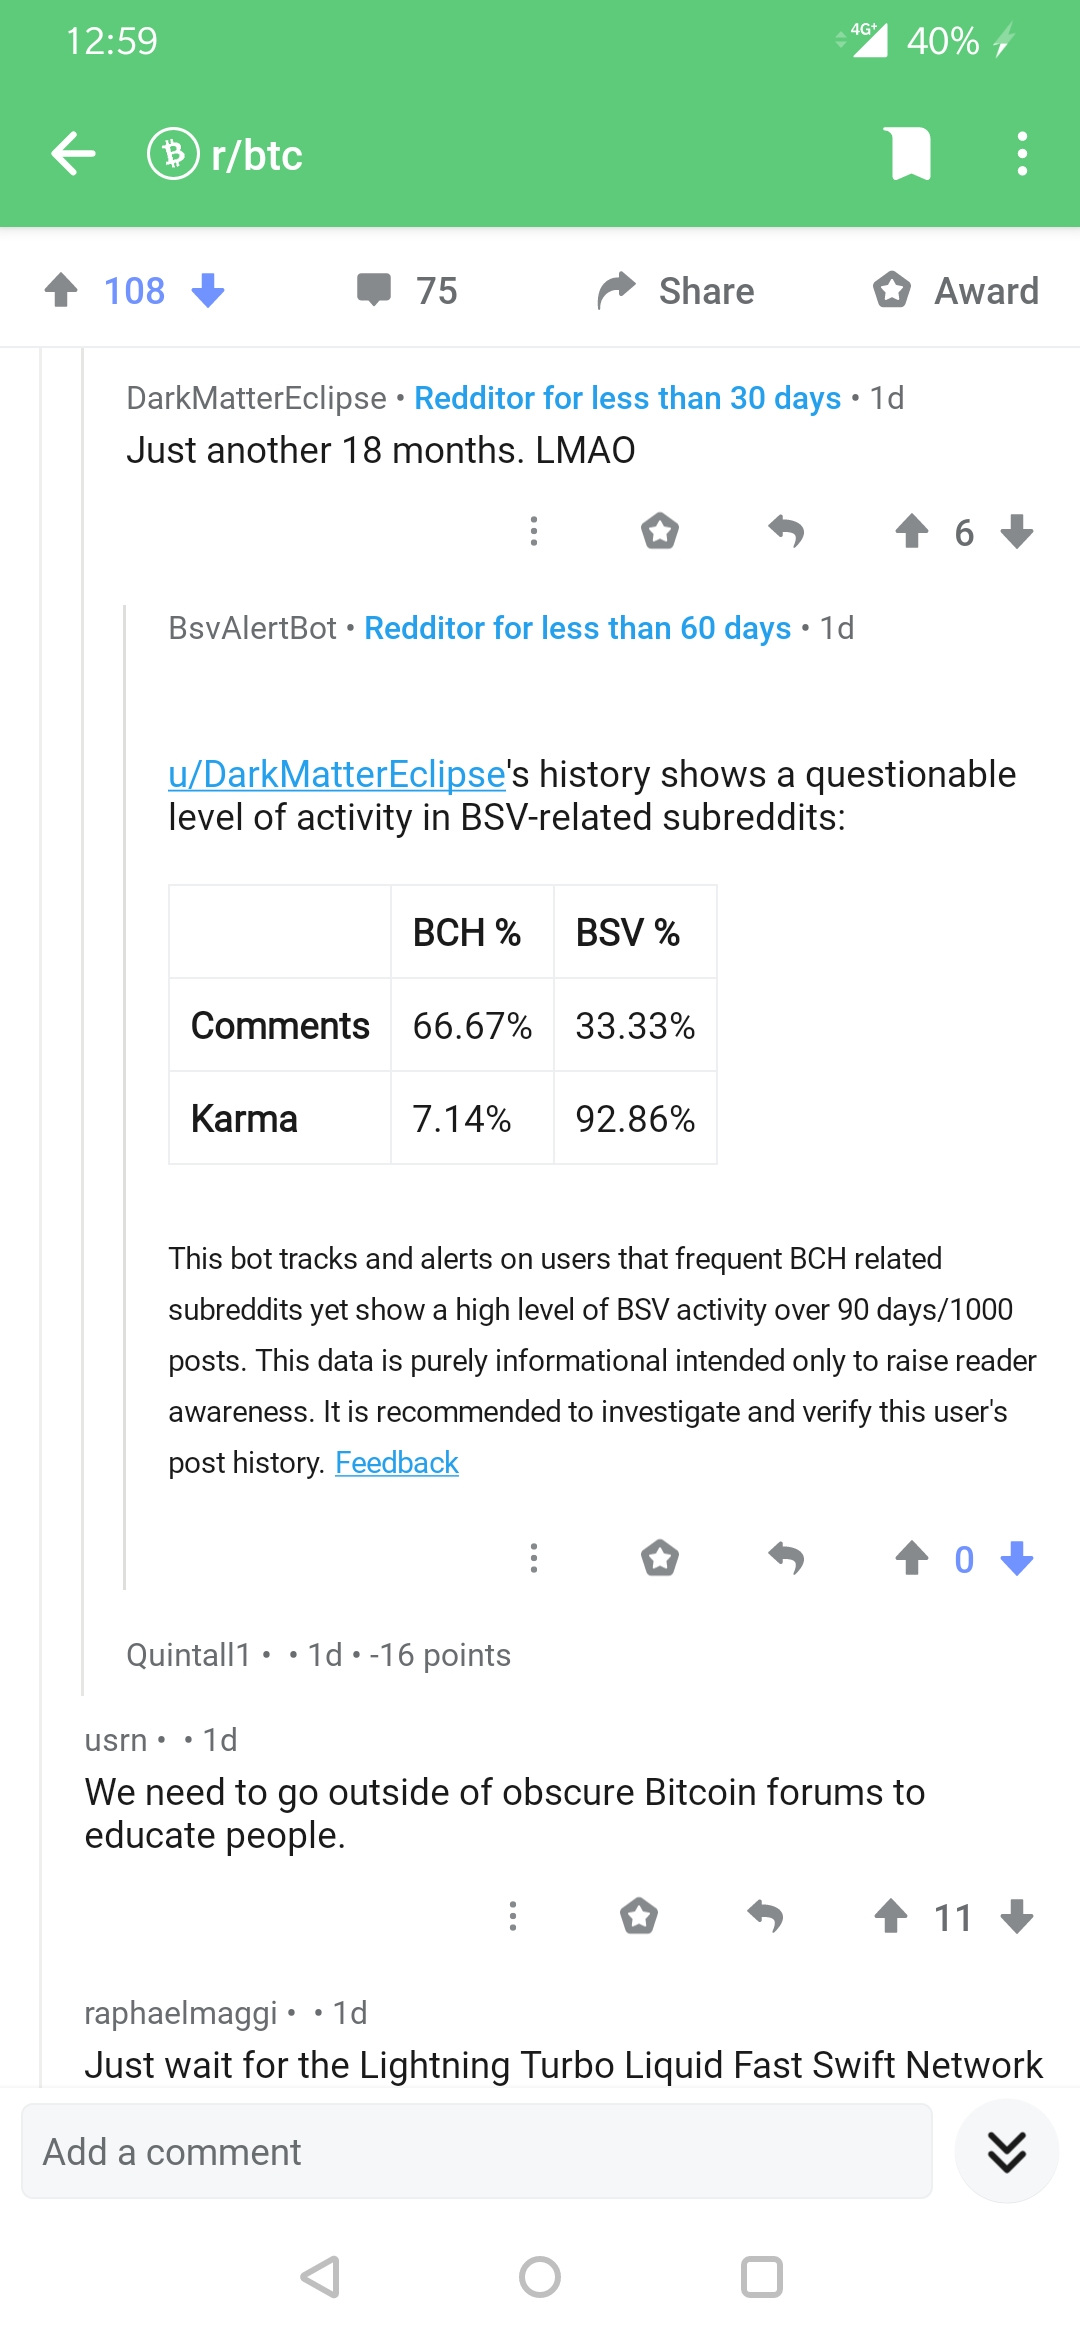 12:59
4G+ 40%
r/btc
108 75 Share Award
DarkMatterEclipse • Redditor for less than 30 days • 1d
Just another 18 months. LMAO
6
BsvAlertBot • Redditor for less than 60 days • 1d
u/DarkMatterEclipse's history shows a questionable
level of activity in BSV-related subreddits:
BCH % BSV %
Comments 66.67% 33.33%
Karma 7.14% 92.86%
This bot tracks and alerts on users that frequent BCH related
subreddits yet show a high level of BSV activity over 90 days/1000
posts. This data is purely informational intended only to raise reader
awareness. It is recommended to investigate and verify this user's
post history. Feedback
0
Quintall1 • • 1d • -16 points
usrn • • 1d
We need to go outside of obscure Bitcoin forums to
educate people.
11
raphaelmaggi • • 1d
Just wait for the Lightning Turbo Liquid Fast Swift Network
Add a comment